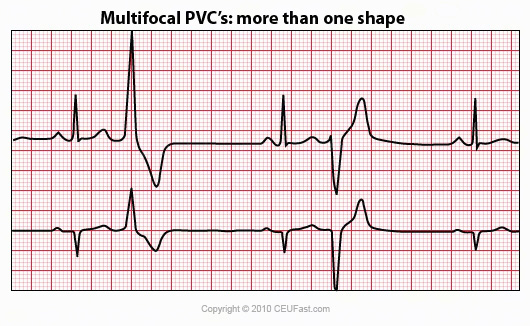 Multifocal PVC's: more than one shape
Copyright © 2010 CEUFast.com